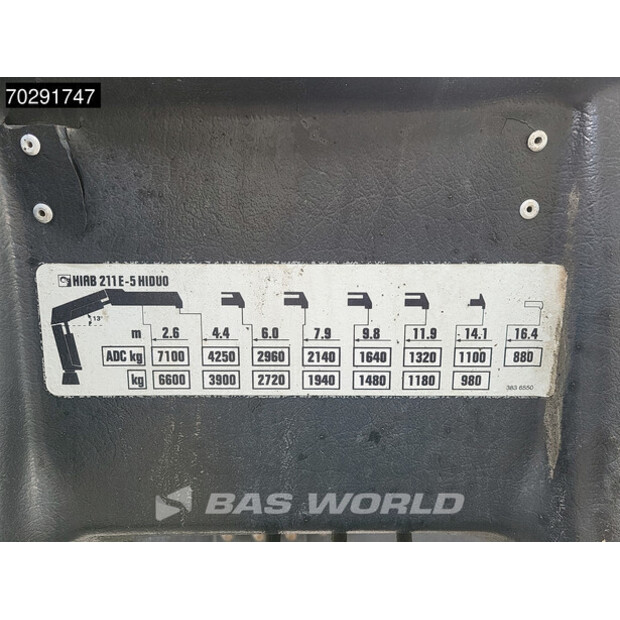 70291747
HIAB 211 E-5 HIDUO
13°
m 2.6 4.4 6.0 7.9 9.8 11.9 14.1 16.4
ADC kg 7100 4250 2960 2140 1640 1320 1100 880
kg 6600 3900 2720 1940 1480 1180 980
363 6550
BAS WORLD